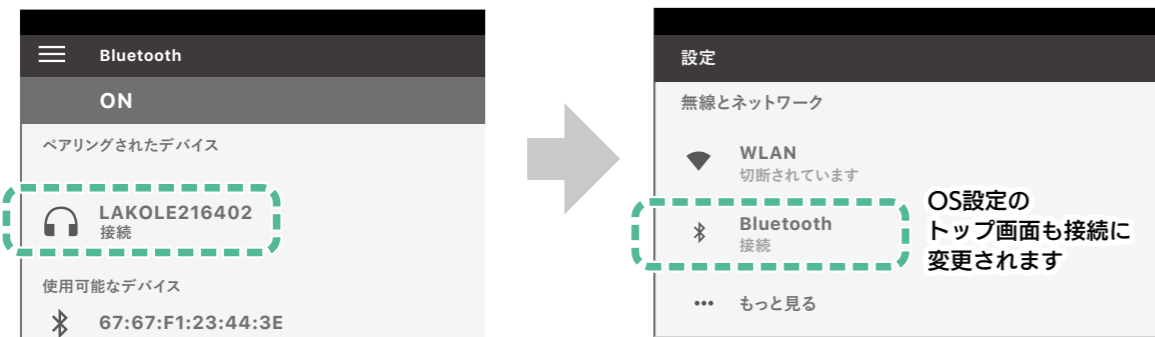 Bluetooth
ON
ペアリングされたデバイス
LAKOLE216402
接続
使用可能なデバイス
67:67:F1:23:44:3E
設定
無線とネットワーク
WLAN
切断されています
Bluetooth
接続
もっと見る
OS設定の
トップ画面も接続に
変更されます